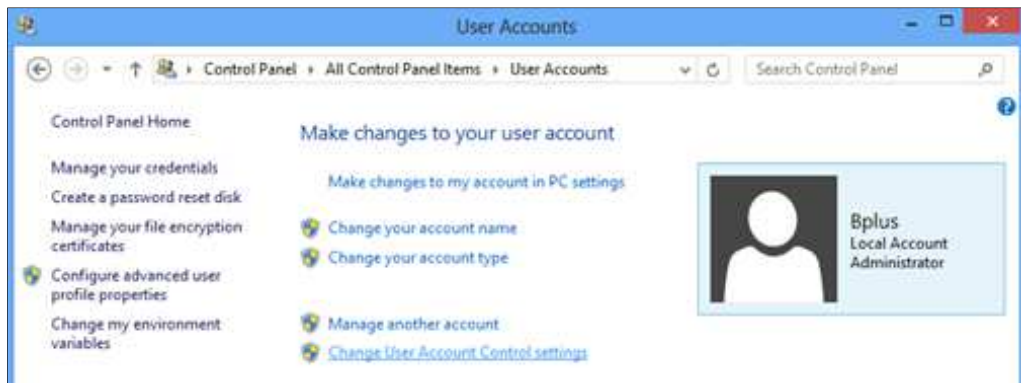 User Accounts
Control Panel ▸ All Control Panel Items ▸ User Accounts
Search Control Panel
Control Panel Home
Make changes to your user account
Manage your credentials
Make changes to my account in PC settings
Create a password reset disk
Manage your file encryption
certificates
Change your account name
Change your account type
Configure advanced user
profile properties
Change my environment
variables
Manage another account
Change User Account Control settings
Bplus
Local Account
Administrator